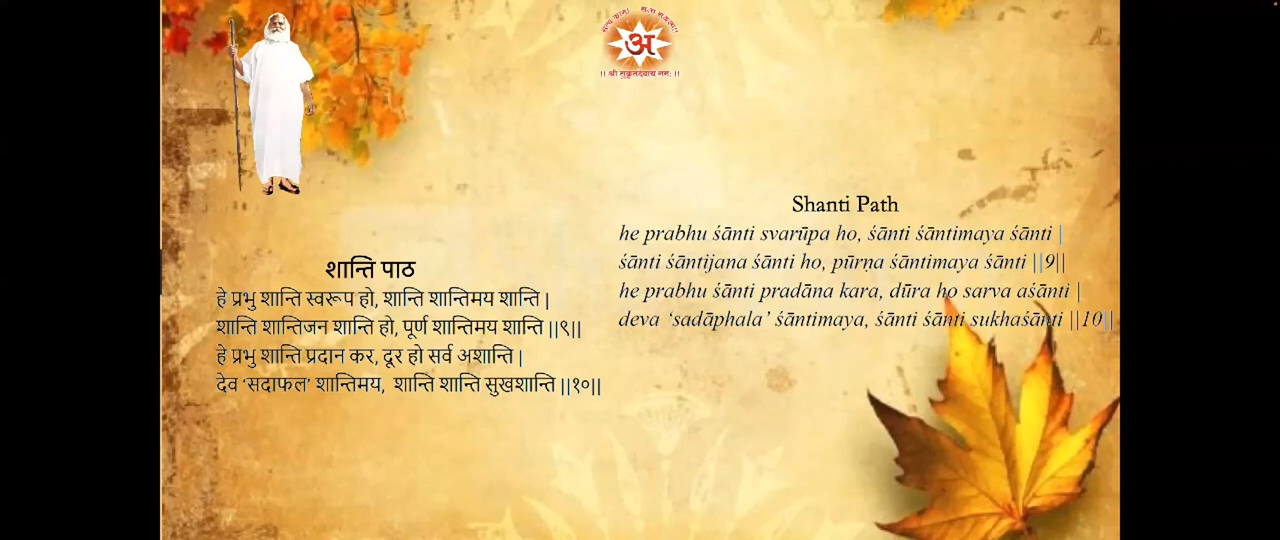 अ
|| श्री सुकृतदेवाय नमः ||
शान्ति पाठ
हे प्रभु शान्ति स्वरूप हो, शान्ति शान्तिमय शान्ति |
शान्ति शान्तिजन शान्ति हो, पूर्ण शान्तिमय शान्ति ||९||
हे प्रभु शान्ति प्रदान कर, दूर हो सर्व अशान्ति |
देव ‘सदाफल’ शान्तिमय, शान्ति शान्ति सुखशान्ति ||१०||
Shanti Path
he prabhu śānti svarūpa ho, śānti śāntimaya śānti |
śānti śāntijana śānti ho, pūrṇa śāntimaya śānti ||9||
he prabhu śānti pradāna kara, dūra ho sarva aśānti |
deva ‘sadāphala’ śāntimaya, śānti śānti sukhaśānti ||10||